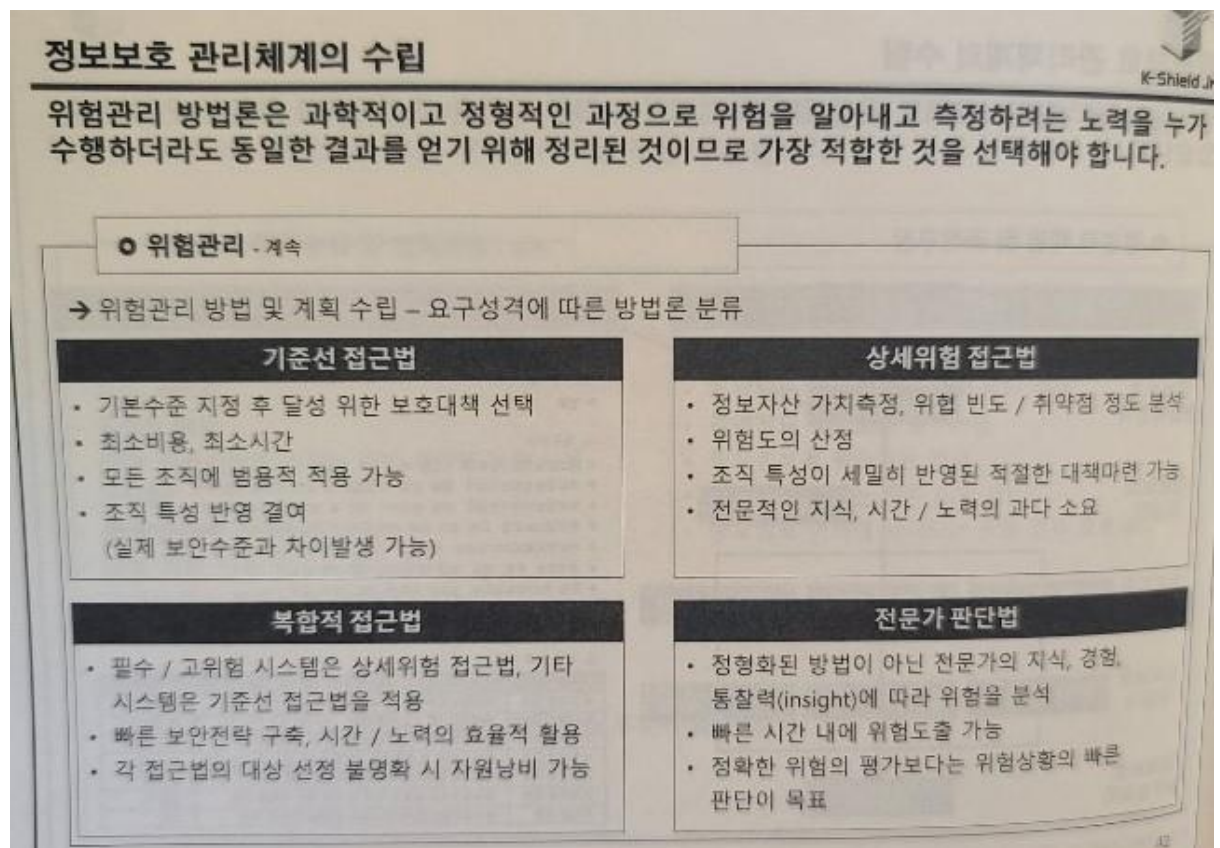 정보보호 관리체계의 수립
K-Shield Jr
위험관리 방법론은 과학적이고 정형적인 과정으로 위험을 알아내고 측정하려는 노력을 누가
수행하더라도 동일한 결과를 얻기 위해 정리된 것이므로 가장 적합한 것을 선택해야 합니다.
위험관리 - 계속
→ 위험관리 방법 및 계획 수립 – 요구성격에 따른 방법론 분류
기준선 접근법
• 기본수준 지정 후 달성 위한 보호대책 선택
• 최소비용, 최소시간
• 모든 조직에 범용적 적용 가능
• 조직 특성 반영 결여
(실제 보안수준과 차이발생 가능)
상세위험 접근법
• 정보자산 가치측정, 위협 빈도 / 취약점 정도 분석
• 위험도의 산정
• 조직 특성이 세밀히 반영된 적절한 대책마련 가능
• 전문적인 지식, 시간 / 노력의 과다 소요
복합적 접근법
• 필수 / 고위험 시스템은 상세위험 접근법, 기타
시스템은 기준선 접근법을 적용
• 빠른 보안전략 구축, 시간 / 노력의 효율적 활용
• 각 접근법의 대상 선정 불명확 시 자원낭비 가능
전문가 판단법
• 정형화된 방법이 아닌 전문가의 지식, 경험,
통찰력(insight)에 따라 위험을 분석
• 빠른 시간 내에 위험도출 가능
• 정확한 위험의 평가보다는 위험상황의 빠른
판단이 목표